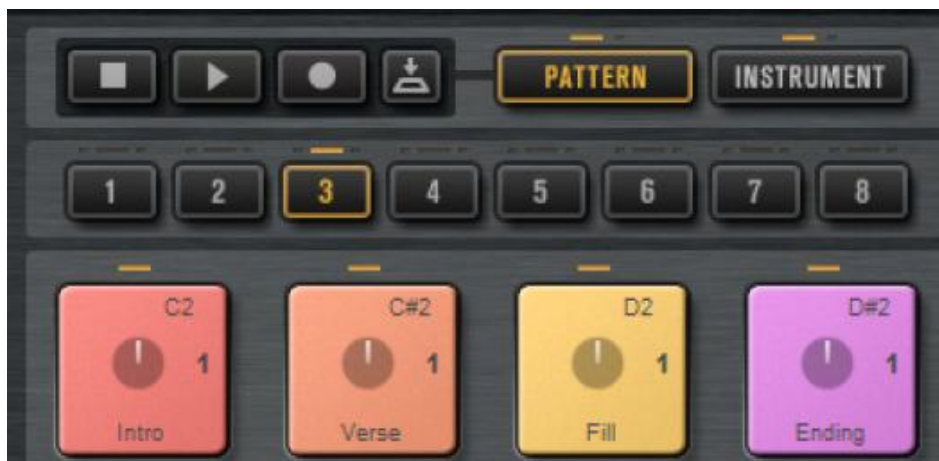 PATTERN INSTRUMENT
1 2 3 4 5 6 7 8
C2 C#2 D2 D#2
1 1 1 1
Intro Verse Fill Ending